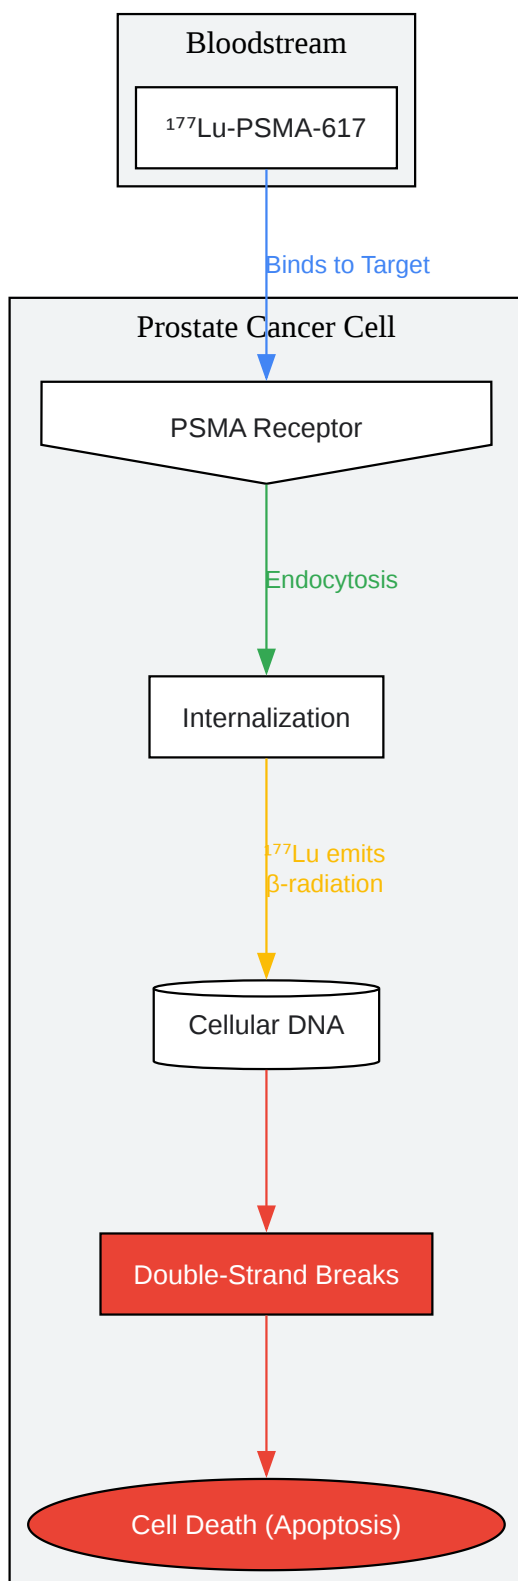 Bloodstream
¹⁷⁷Lu-PSMA-617
Binds to Target
Prostate Cancer Cell
PSMA Receptor
Endocytosis
Internalization
¹⁷⁷Lu emits
β-radiation
Cellular DNA
Double-Strand Breaks
Cell Death (Apoptosis)